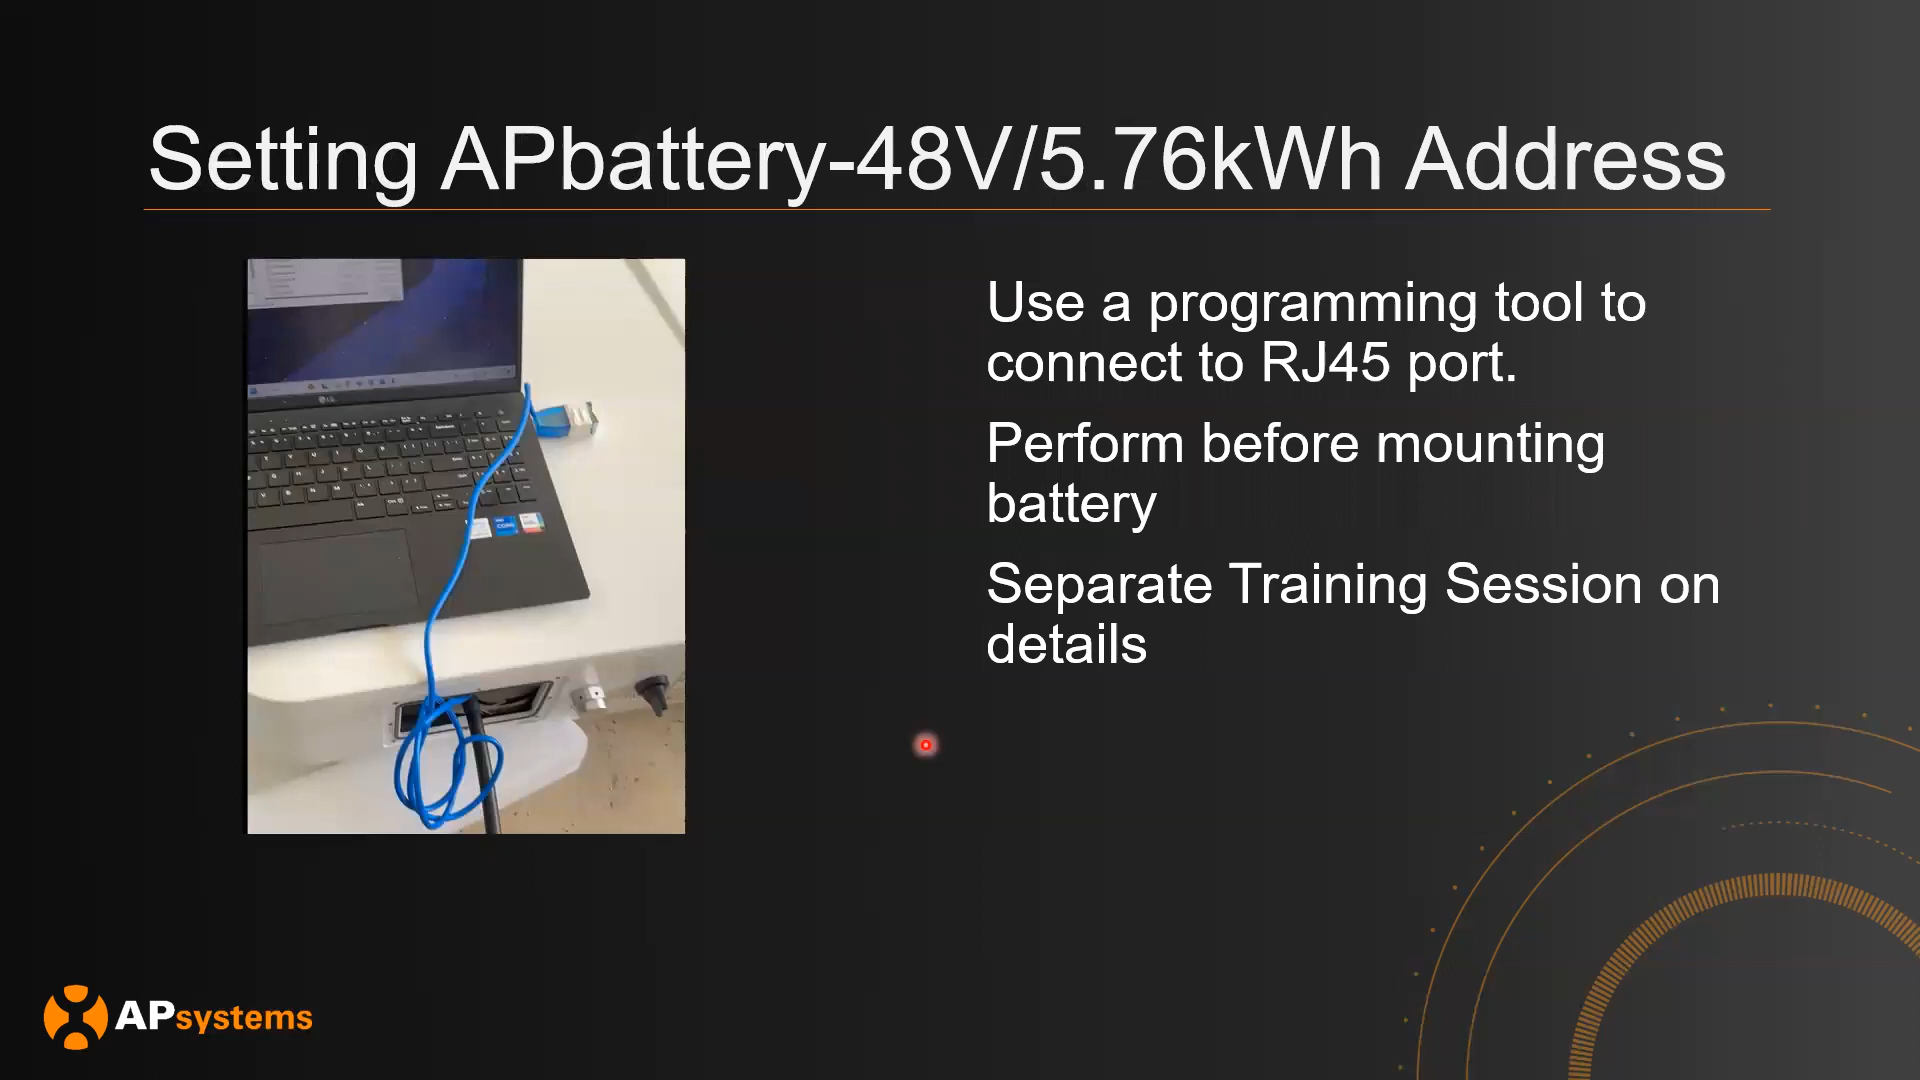 Setting APbattery-48V/5.76kWh Address
Use a programming tool to
connect to RJ45 port.
Perform before mounting
battery
Separate Training Session on
details
APsystems